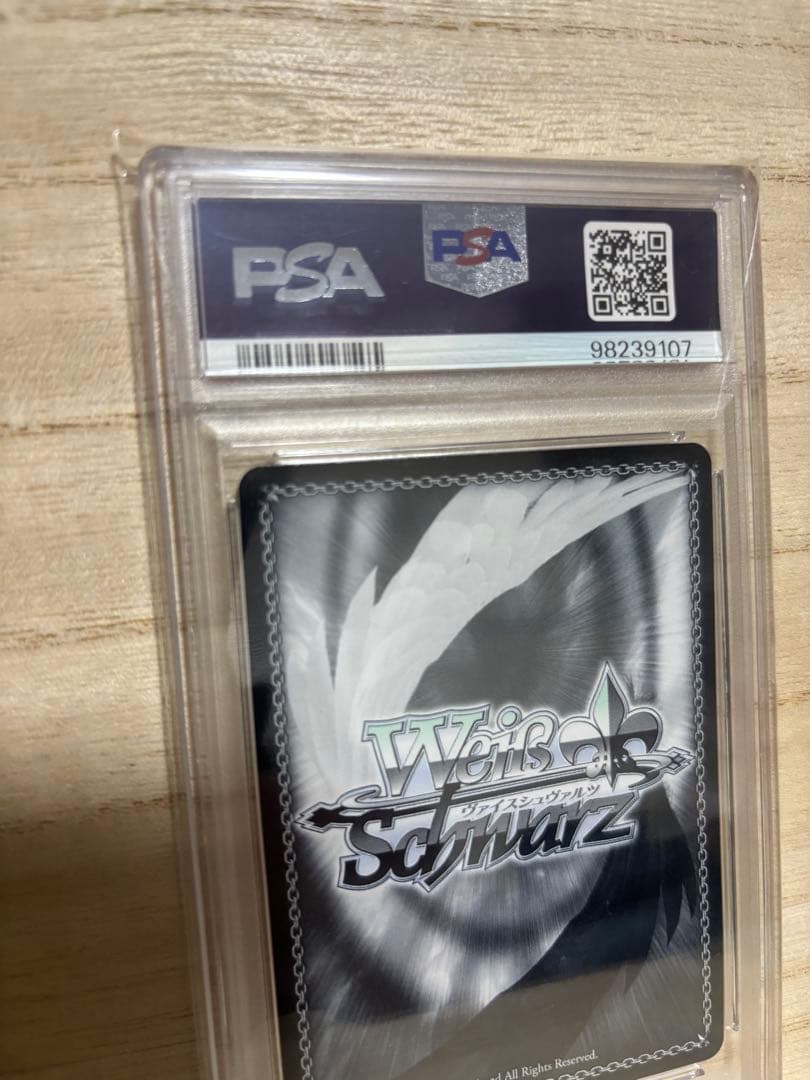 PSA
PSA
98239107
Weiß
ヴァイスシュヴァルツ
Schwarz
All Rights Reserved.